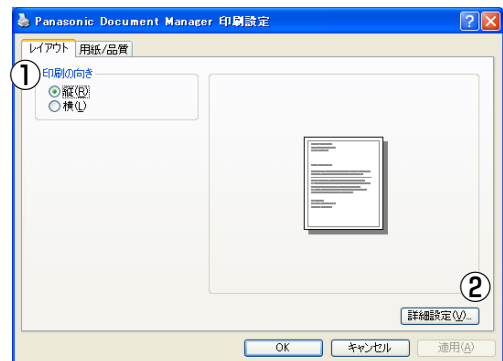 Panasonic Document Manager 印刷設定
レイアウト 用紙/品質
① 印刷の向き
縦(R)
横(L)
②
詳細設定(V)...
OK キャンセル 適用(A)